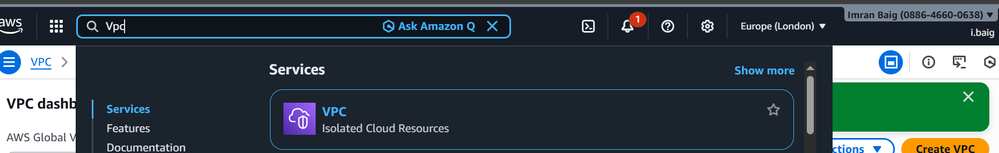 aws
Vpc
Ask Amazon Q
1
Europe (London)
Imran Baig (0886-4660-0638)
i.baig
VPC
Services
Show more
VPC dashb
Services
VPC
Features
Isolated Cloud Resources
AWS Global V
Documentation
ctions
Create VPC